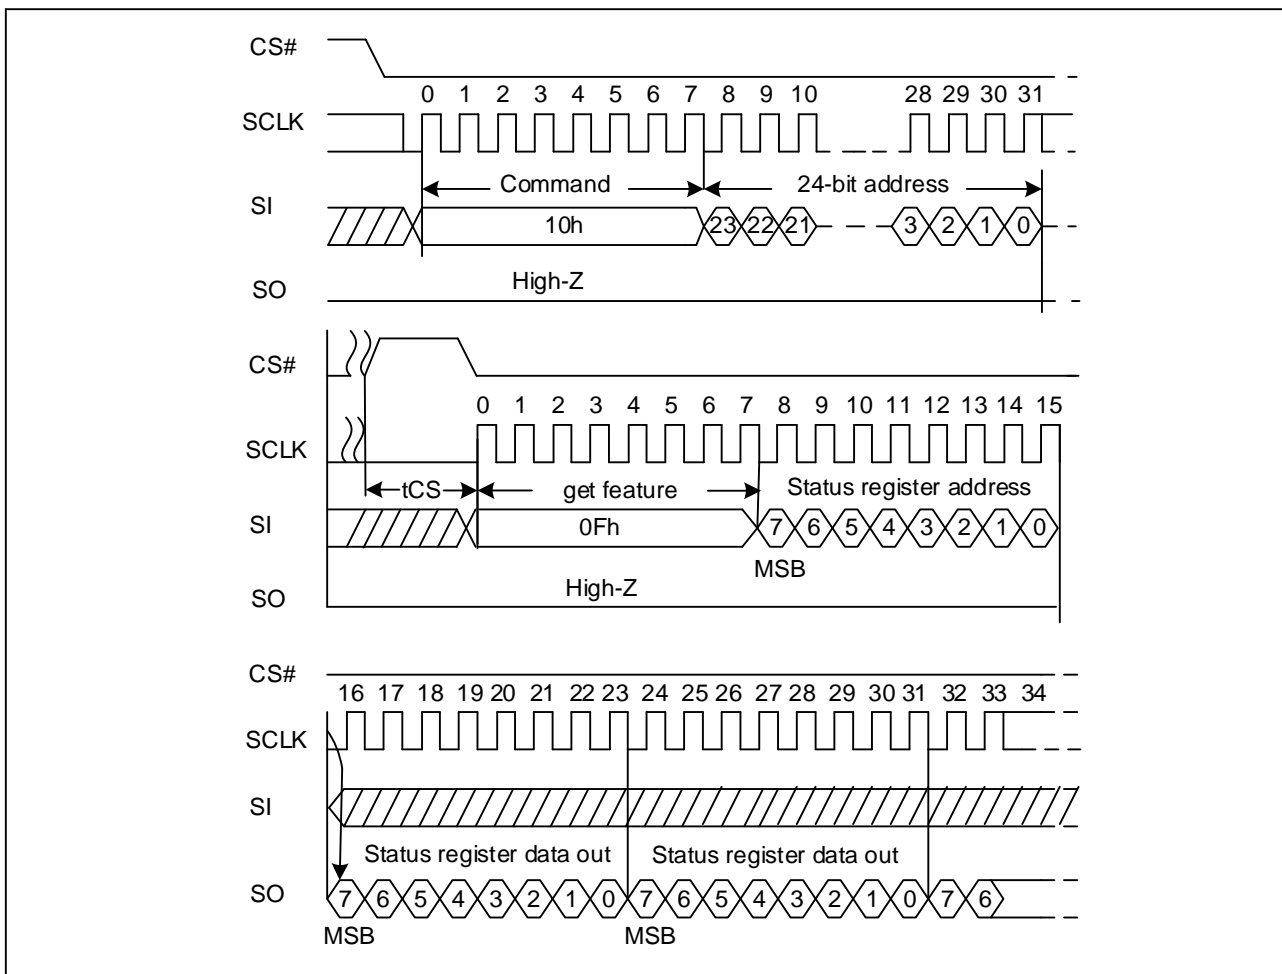 CS#
0 1 2 3 4 5 6 7 8 9 10 28 29 30 31
SCLK
Command 24-bit address
SI
10h 23 22 21 3 2 1 0
High-Z
SO
CS#
0 1 2 3 4 5 6 7 8 9 10 11 12 13 14 15
SCLK
tCS get feature Status register address
SI
0Fh 7 6 5 4 3 2 1 0
MSB
High-Z
SO
CS#
16 17 18 19 20 21 22 23 24 25 26 27 28 29 30 31 32 33 34
SCLK
SI
Status register data out Status register data out
SO
7 6 5 4 3 2 1 0 7 6 5 4 3 2 1 0 7 6
MSB MSB